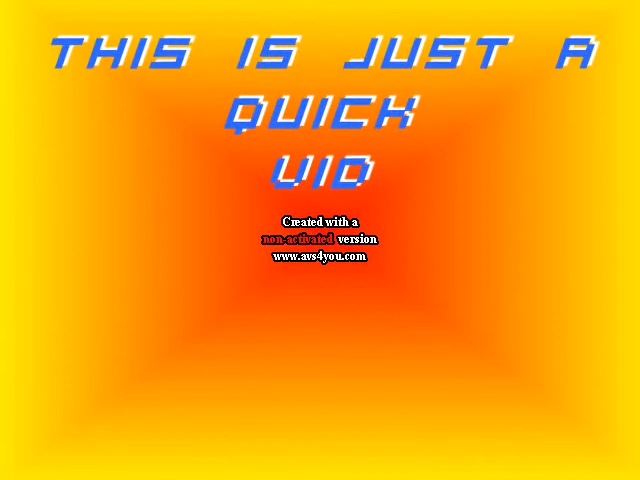 THIS IS JUST A
QUICK
VID
Created with a
non-activated version
www.avs4you.com